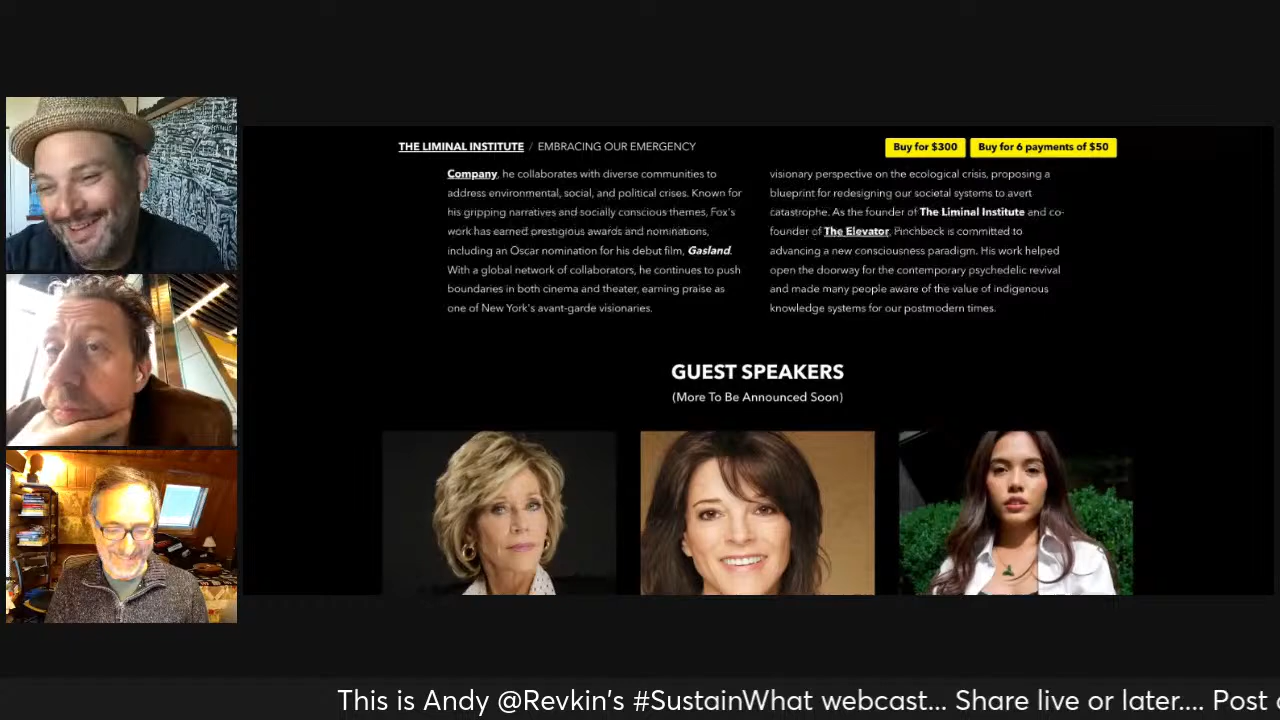 THE LIMINAL INSTITUTE / EMBRACING OUR EMERGENCY
Buy for $300
Buy for 6 payments of $50
Company, he collaborates with diverse communities to
address environmental, social, and political crises. Known for
his gripping narratives and socially conscious themes, Fox's
work has earned prestigious awards and nominations,
including an Oscar nomination for his debut film, Gasland.
With a global network of collaborators, he continues to push
boundaries in both cinema and theater, earning praise as
one of New York's avant-garde visionaries.
visionary perspective on the ecological crisis, proposing a
blueprint for redesigning our societal systems to avert
catastrophe. As the founder of The Liminal Institute and co-
founder of The Elevator, Pinchbeck is committed to
advancing a new consciousness paradigm. His work helped
open the doorway for the contemporary psychedelic revival
and made many people aware of the value of indigenous
knowledge systems for our postmodern times.
GUEST SPEAKERS
(More To Be Announced Soon)
This is Andy @Revkin's #SustainWhat webcast... Share live or later.... Post